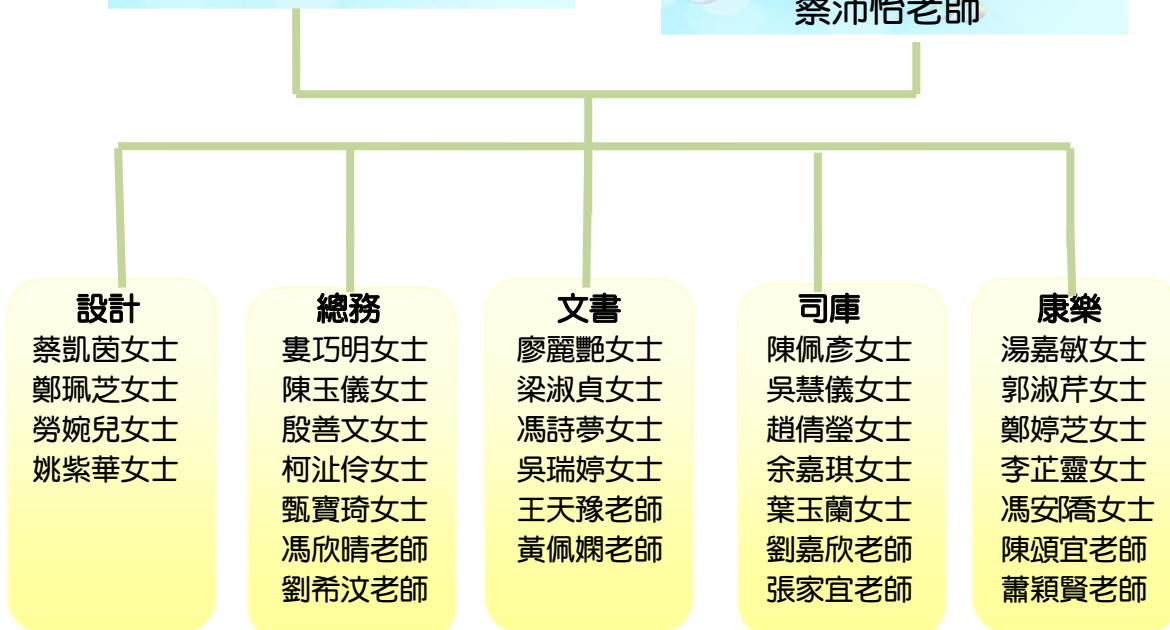 蔡沛怡老師
設計
蔡凱茵女士
鄭珮芝女士
勞婉兒女士
姚紫華女士
總務
婁巧明女士
陳玉儀女士
殷善文女士
柯沚伶女士
甄寶琦女士
馮欣晴老師
劉希汶老師
文書
廖麗艷女士
梁淑貞女士
馮詩夢女士
吳瑞婷女士
王天豫老師
黃佩嫻老師
司庫
陳佩彥女士
吳慧儀女士
趙倩瑩女士
余嘉琪女士
葉玉蘭女士
劉嘉欣老師
張家宜老師
康樂
湯嘉敏女士
郭淑芹女士
鄭婷芝女士
李芷靈女士
馮安隯喬女士
陳頌宜老師
蕭穎賢老師